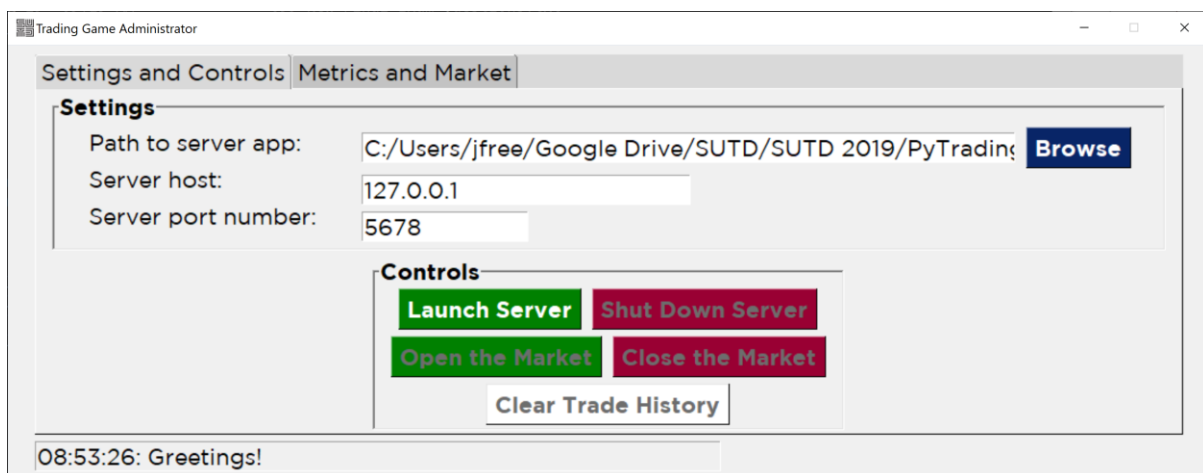 Trading Game Administrator
Settings and Controls Metrics and Market
Settings
Path to server app: C:/Users/jfree/Google Drive/SUTD/SUTD 2019/PyTrading Browse
Server host: 127.0.0.1
Server port number: 5678
Controls
Launch Server Shut Down Server
Open the Market Close the Market
Clear Trade History
08:53:26: Greetings!